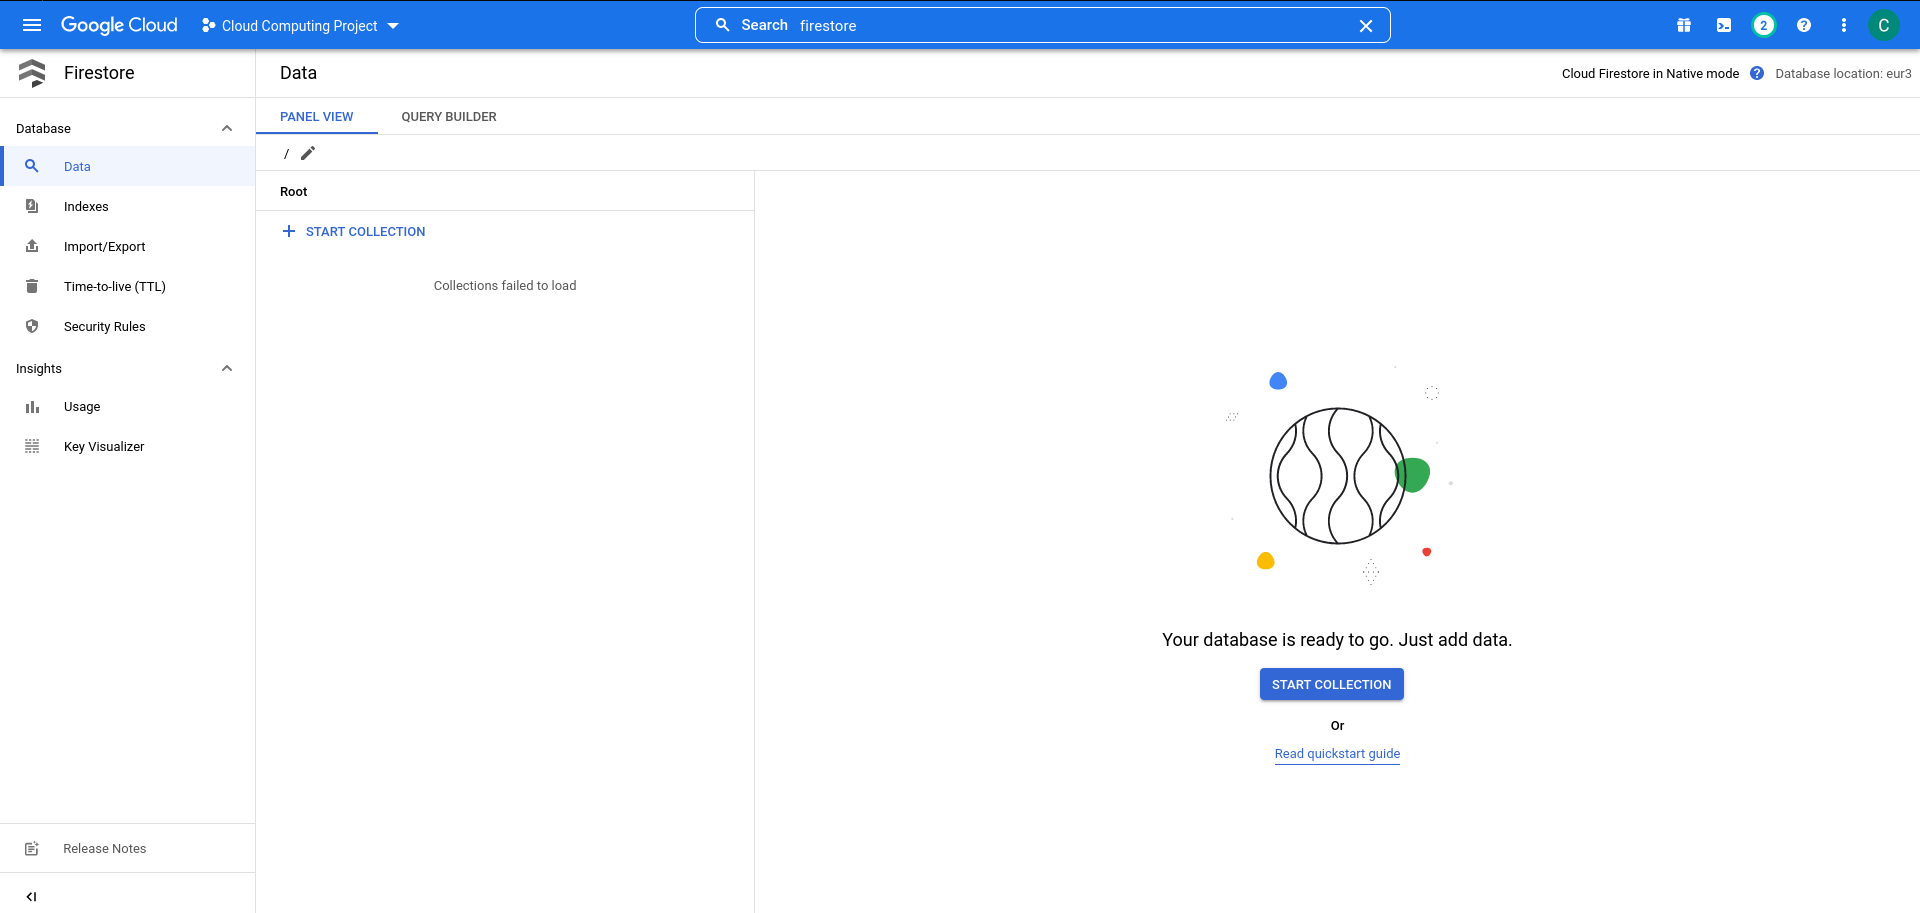 Google Cloud
Cloud Computing Project
Search firestore
2
C
Firestore
Data
Cloud Firestore in Native mode
Database location: eur3
Database
Data
Indexes
Import/Export
Time-to-live (TTL)
Security Rules
Insights
Usage
Key Visualizer
Release Notes
PANEL VIEW
QUERY BUILDER
/
Root
START COLLECTION
Collections failed to load
Your database is ready to go. Just add data.
START COLLECTION
Or
Read quickstart guide